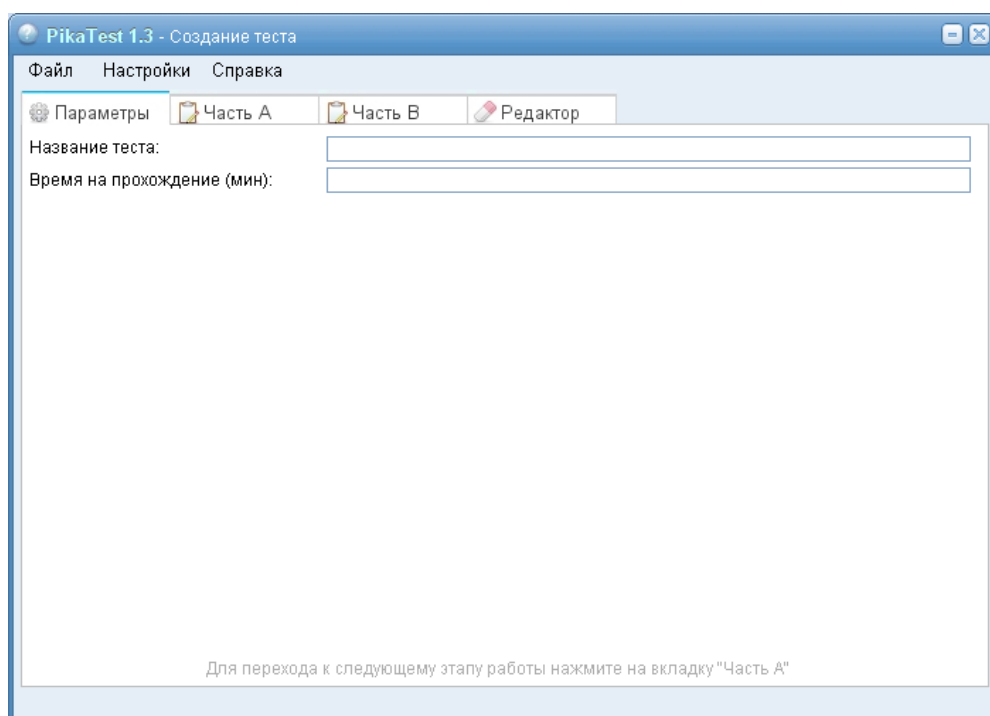 PikaTest 1.3 - Создание теста
Файл Настройки Справка
Параметры Часть А Часть В Редактор
Название теста:
Время на прохождение (мин):
Для перехода к следующему этапу работы нажмите на вкладку "Часть А"